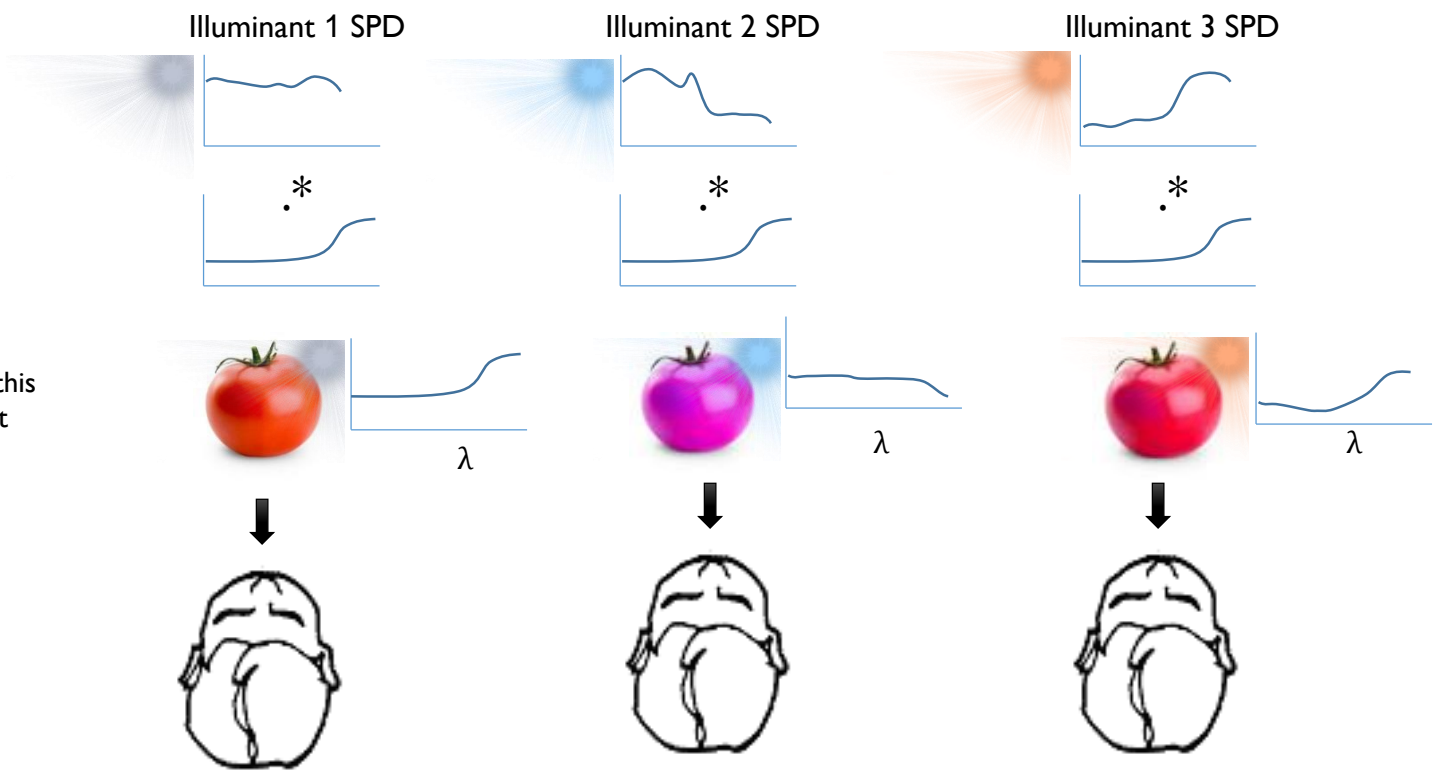 Illuminant 1 SPD
Illuminant 2 SPD
Illuminant 3 SPD
.*
.*
.*
this
t
λ
λ
λ